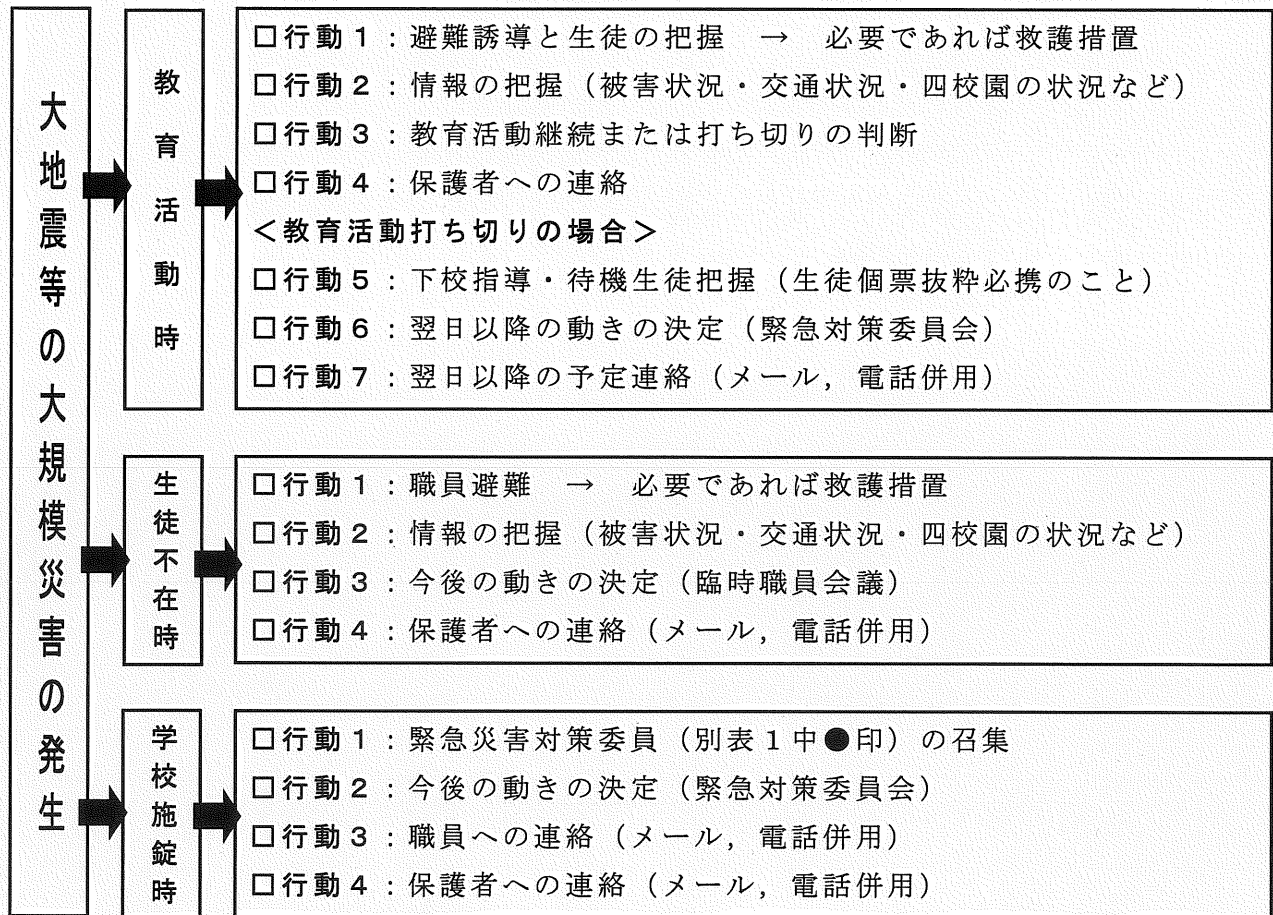 大地震等の大規模災害の発生
教育活動時
□行動１：避難誘導と生徒の把握　→　必要であれば救護措置
□行動２：情報の把握（被害状況・交通状況・四校園の状況など）
□行動３：教育活動継続または打ち切りの判断
□行動４：保護者への連絡
＜教育活動打ち切りの場合＞
□行動５：下校指導・待機生徒把握（生徒個票抜粋必携のこと）
□行動６：翌日以降の動きの決定（緊急対策委員会）
□行動７：翌日以降の予定連絡（メール，電話併用）
生徒不在時
□行動１：職員避難　→　必要であれば救護措置
□行動２：情報の把握（被害状況・交通状況・四校園の状況など）
□行動３：今後の動きの決定（臨時職員会議）
□行動４：保護者への連絡（メール，電話併用）
学校施錠時
□行動１：緊急災害対策委員（別表１中●印）の召集
□行動２：今後の動きの決定（緊急対策委員会）
□行動３：職員への連絡（メール，電話併用）
□行動４：保護者への連絡（メール，電話併用）